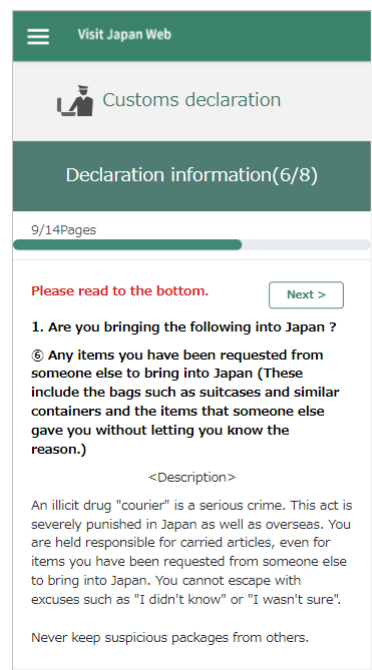 Visit Japan Web
Customs declaration
Declaration information(6/8)
9/14Pages
Please read to the bottom.
Next >
1. Are you bringing the following into Japan ?
⑥ Any items you have been requested from
someone else to bring into Japan (These
include the bags such as suitcases and similar
containers and the items that someone else
gave you without letting you know the
reason.)
<Description>
An illicit drug "courier" is a serious crime. This act is
severely punished in Japan as well as overseas. You
are held responsible for carried articles, even for
items you have been requested from someone else
to bring into Japan. You cannot escape with
excuses such as "I didn't know" or "I wasn't sure".
Never keep suspicious packages from others.